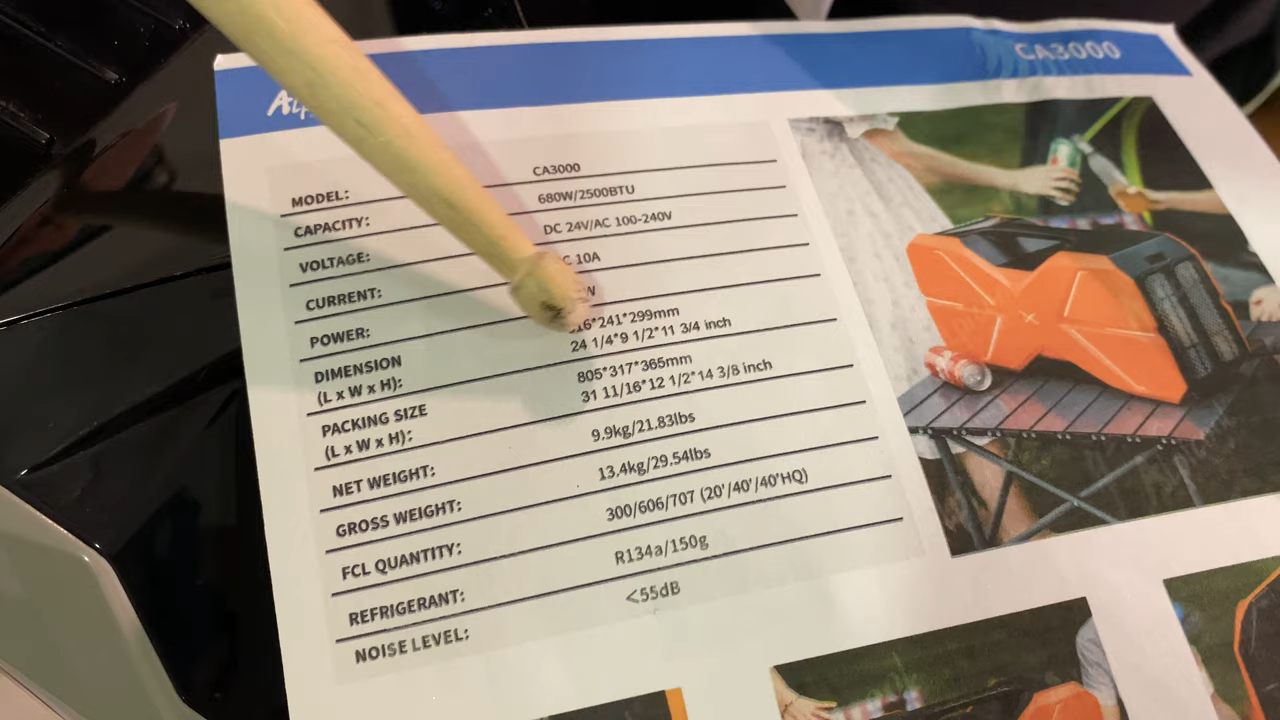 CA3000
MODEL: CA3000
CAPACITY: 680W/2500BTU
VOLTAGE: DC 24V/AC 100-240V
CURRENT: 10A
POWER:
DIMENSION
(L x W x H):
24 1/4*9 1/2*11 3/4 inch
PACKING SIZE
(L x W x H):
805*317*365mm
31 11/16*12 1/2*14 3/8 inch
NET WEIGHT: 9.9kg/21.83lbs
GROSS WEIGHT: 13.4kg/29.54lbs
FCL QUANTITY: 300/606/707 (20'/40'/40'HQ)
REFRIGERANT: R134a/150g
NOISE LEVEL: <55dB